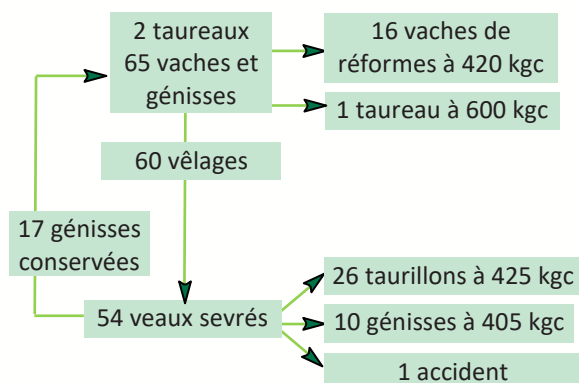 2 taureaux
65 vaches et
génisses
16 vaches de
réformes à 420 kgc
1 taureau à 600 kgc
60 vêlages
17 génisses
conservées
54 veaux sevrés
26 taurillons à 425 kgc
10 génisses à 405 kgc
1 accident